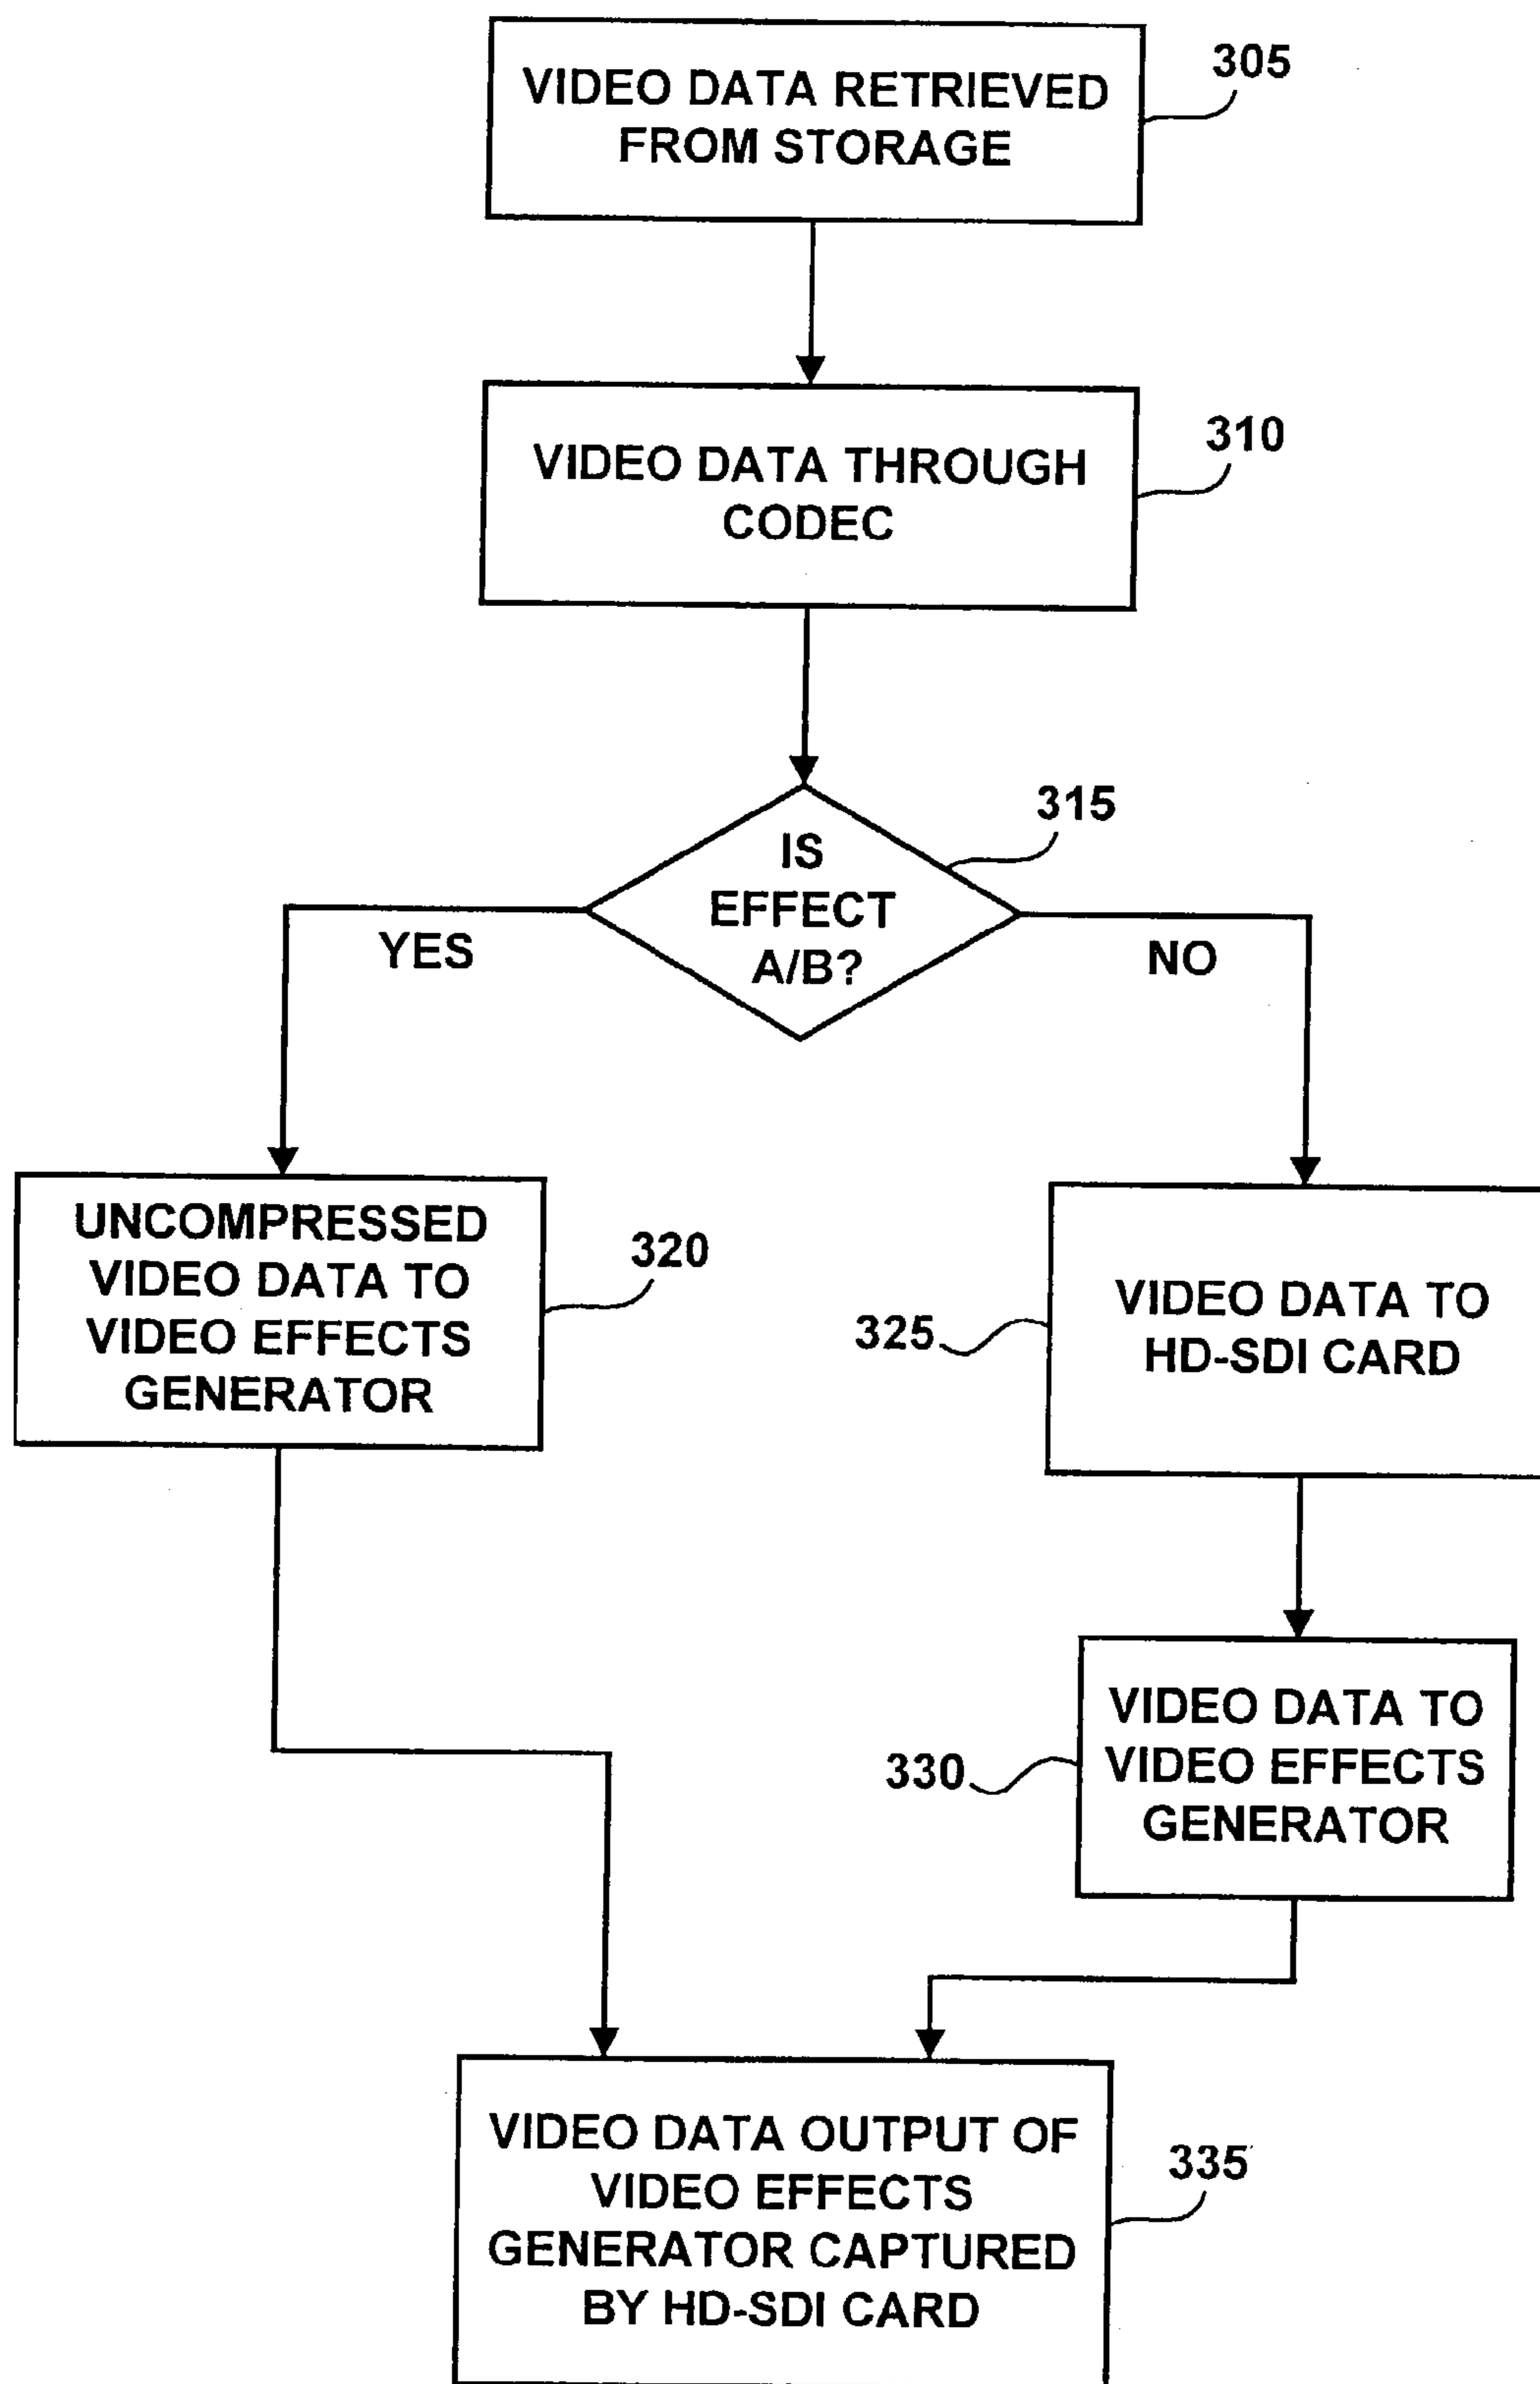 VIDEO DATA RETRIEVED
FROM STORAGE
305
VIDEO DATA THROUGH
CODEC
310
IS
EFFECT
A/B?
315
YES
NO
UNCOMPRESSED
VIDEO DATA TO
VIDEO EFFECTS
GENERATOR
320
325
VIDEO DATA TO
HD-SDI CARD
330
VIDEO DATA TO
VIDEO EFFECTS
GENERATOR
VIDEO DATA OUTPUT OF
VIDEO EFFECTS
GENERATOR CAPTURED
BY HD-SDI CARD
335